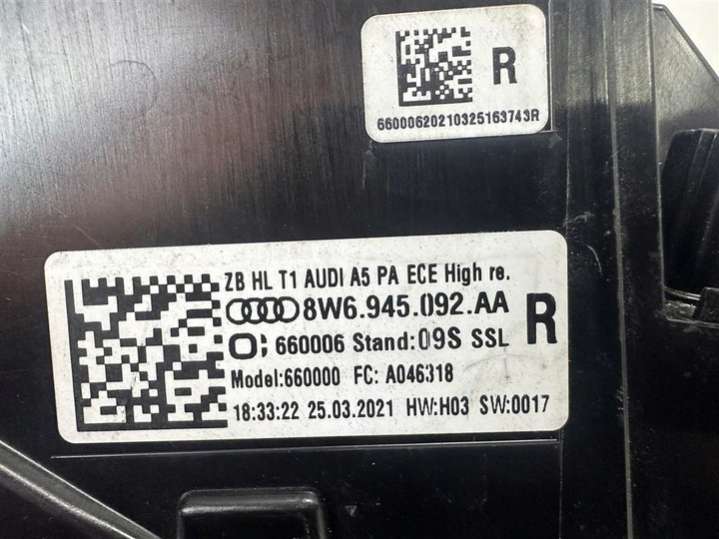 R
66000620210325163743R
ZB HL T1 AUDI A5 PA ECE High re.
8W6.945.092.AA
R
660006 Stand:09S SSL
Model:660000 FC: A046318
18:33:22 25.03.2021 HW:H03 SW:0017